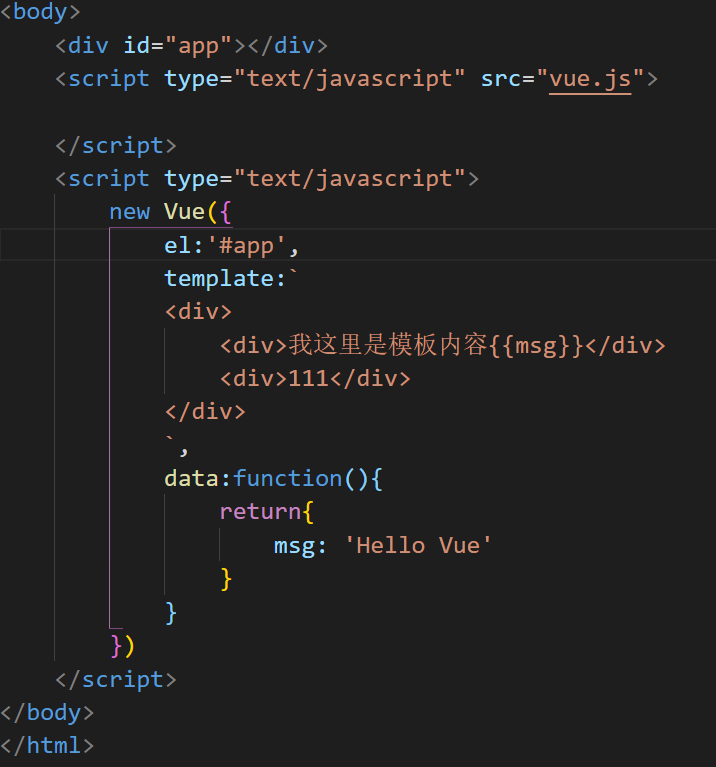 <body>
    <div id="app"></div>
    <script type="text/javascript" src="vue.js">

    </script>
    <script type="text/javascript">
        new Vue({
            el:'#app',
            template:`
            <div>
                <div>我这里是模板内容{{msg}}</div>
                <div>111</div>
            </div>
            `,
            data:function(){
                return{
                    msg: 'Hello Vue'
                }
            }
        })
    </script>
</body>
</html>